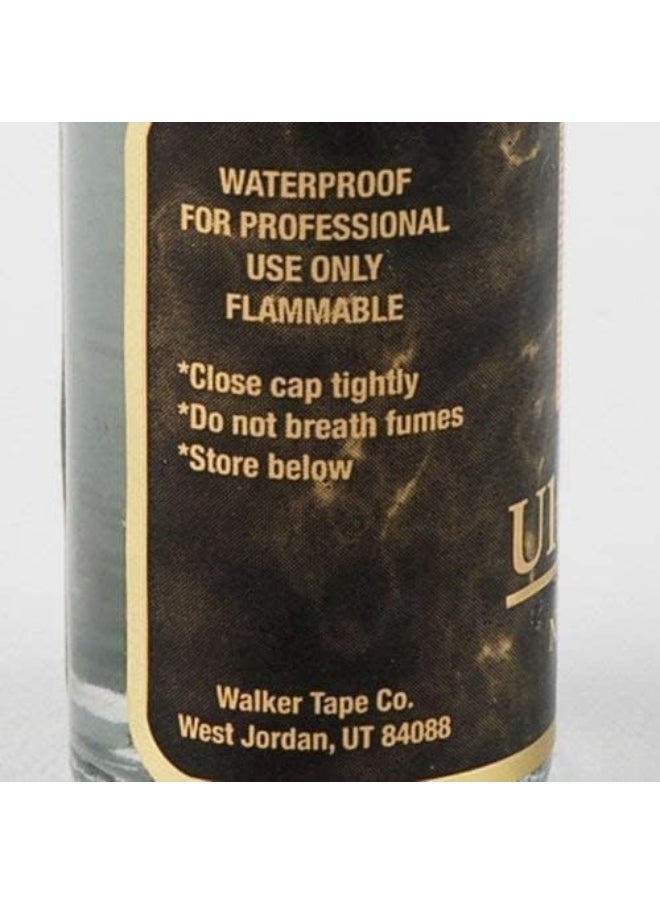 WATERPROOF
FOR PROFESSIONAL
USE ONLY
FLAMMABLE
*Close cap tightly
*Do not breath fumes
*Store below
Walker Tape Co.
West Jordan, UT 84088